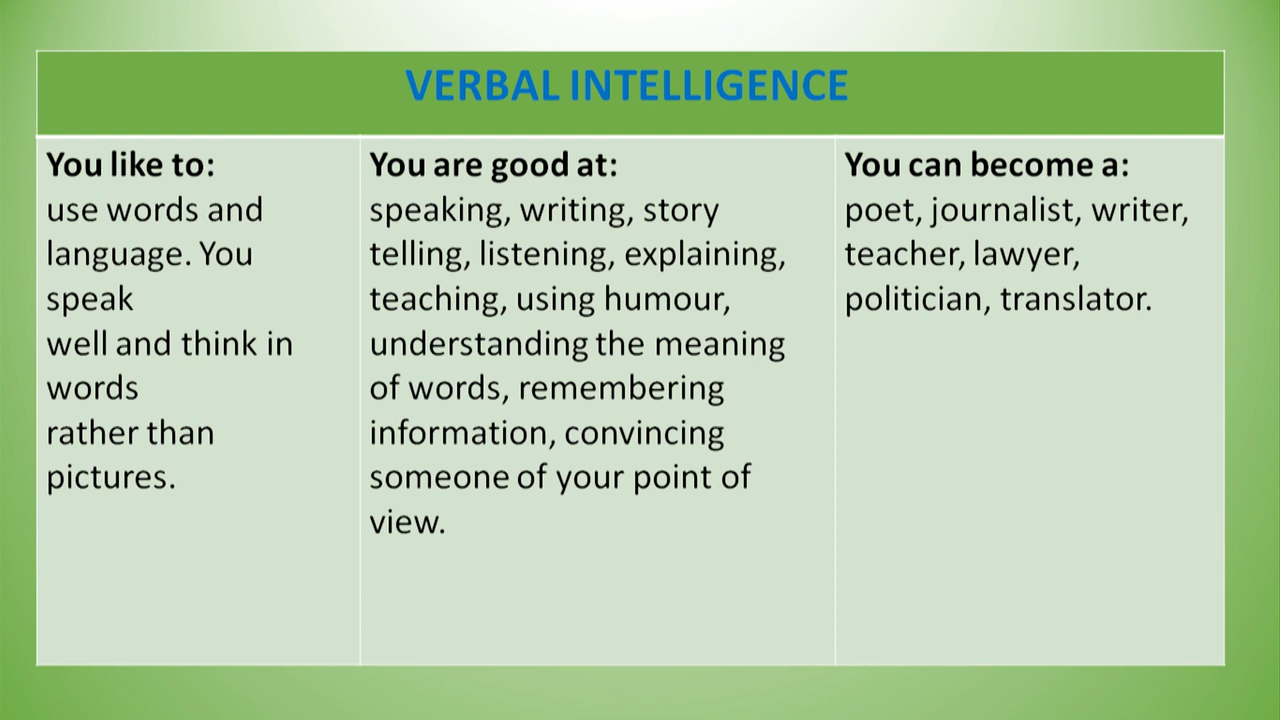 VERBAL INTELLIGENCE
You like to:
use words and
language. You
speak
well and think in
words
rather than
pictures.
You are good at:
speaking, writing, story
telling, listening, explaining,
teaching, using humour,
understanding the meaning
of words, remembering
information, convincing
someone of your point of
view.
You can become a:
poet, journalist, writer,
teacher, lawyer,
politician, translator.